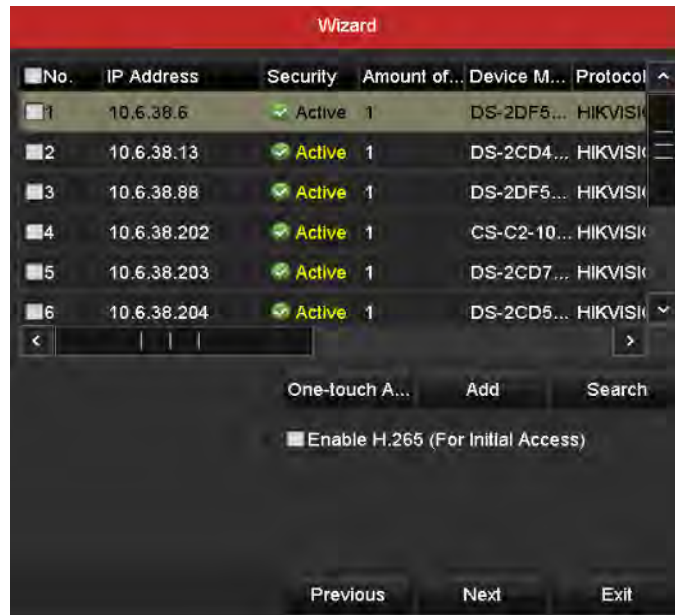 Wizard
No. IP Address Security Amount of... Device M... Protocol
1 10.6.38.6 Active 1 DS-2DF5... HIKVISI
2 10.6.38.13 Active 1 DS-2CD4... HIKVISI
3 10.6.38.88 Active 1 DS-2DF5... HIKVISI
4 10.6.38.202 Active 1 CS-C2-10... HIKVISI
5 10.6.38.203 Active 1 DS-2CD7... HIKVISI
6 10.6.38.204 Active 1 DS-2CD5... HIKVISI
One-touch A... Add Search
Enable H.265 (For Initial Access)
Previous Next Exit